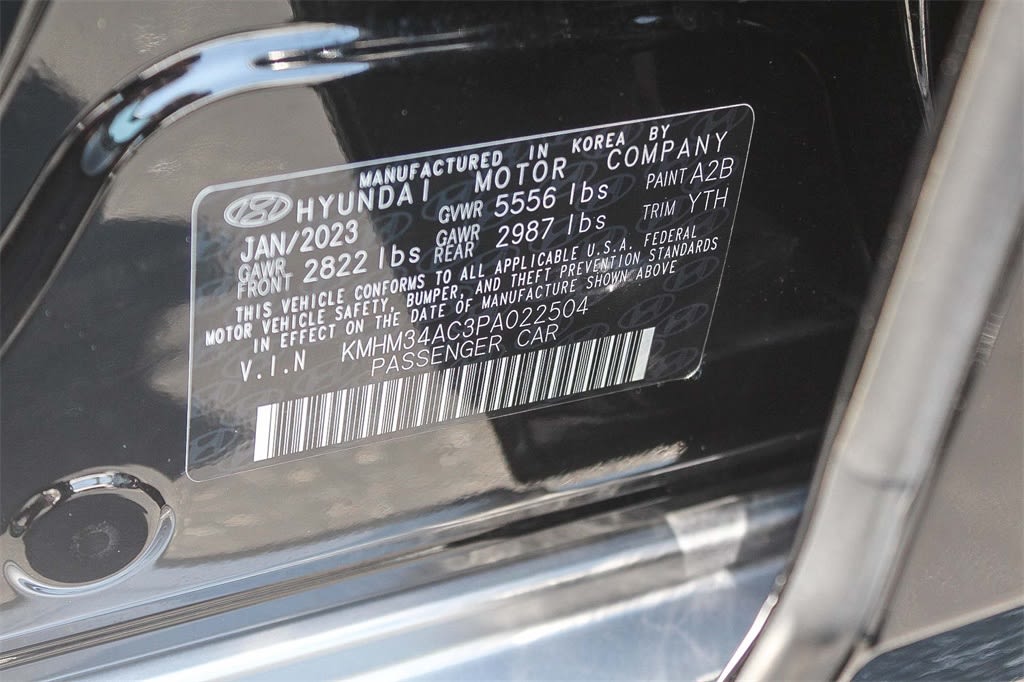 MANUFACTURED IN KOREA BY
HYUNDAI MOTOR COMPANY
JAN/2023 GVWR 5556 lbs PAINT A2B
GAWR FRONT 2822 lbs GAWR REAR 2987 lbs TRIM YTH
THIS VEHICLE CONFORMS TO ALL APPLICABLE U.S.A. FEDERAL
MOTOR VEHICLE SAFETY, BUMPER, AND THEFT PREVENTION STANDARDS
IN EFFECT ON THE DATE OF MANUFACTURE SHOWN ABOVE
V.I.N KMHM34AC3PA022504
PASSENGER CAR